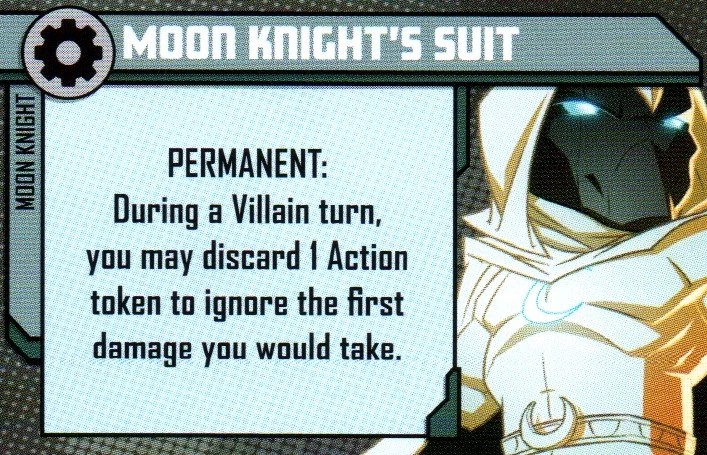 MOON KNIGHT'S SUIT
MOON KNIGHT
PERMANENT:
During a Villain turn,
you may discard 1 Action
token to ignore the first
damage you would take.